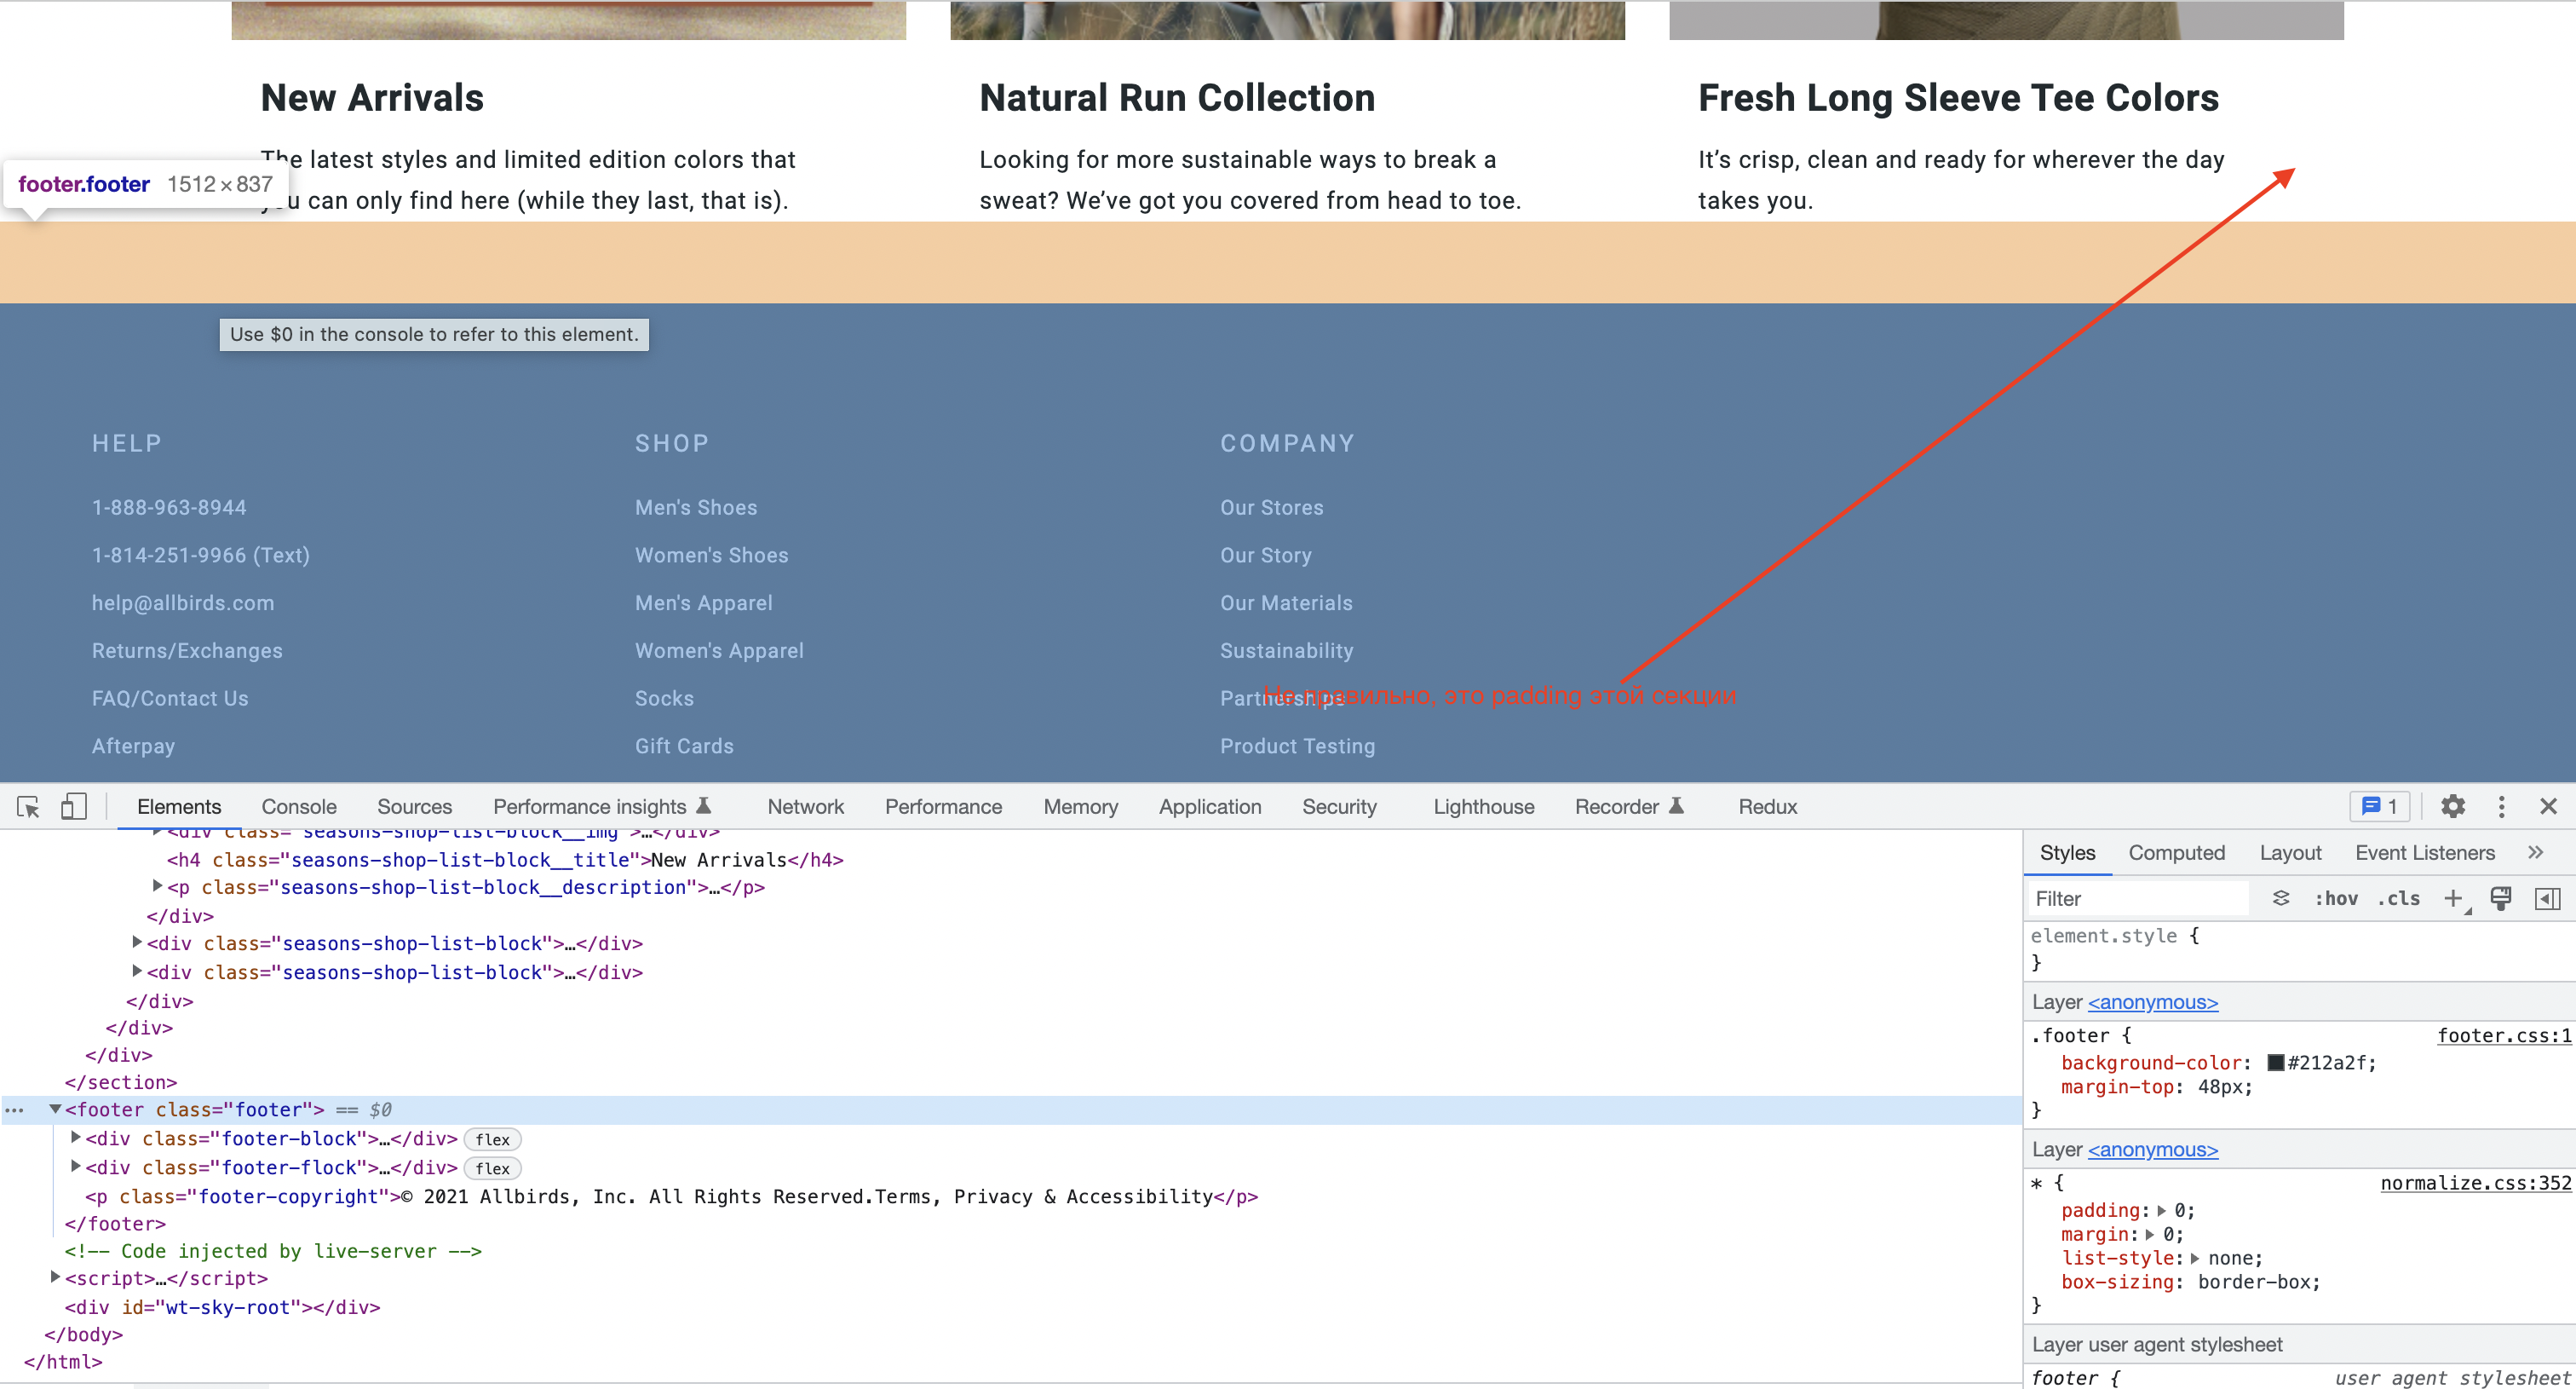 New Arrivals
Natural Run Collection
Fresh Long Sleeve Tee Colors
The latest styles and limited edition colors that
you can only find here (while they last, that is).
Looking for more sustainable ways to break a
sweat? We’ve got you covered from head to toe.
It’s crisp, clean and ready for wherever the day
takes you.
footer.footer 1512×837
Use $0 in the console to refer to this element.
HELP
1-888-963-8944
1-814-251-9966 (Text)
help@allbirds.com
Returns/Exchanges
FAQ/Contact Us
Afterpay
SHOP
Men's Shoes
Women's Shoes
Men's Apparel
Women's Apparel
Socks
Gift Cards
COMPANY
Our Stores
Our Story
Our Materials
Sustainability
Partnerships
Product Testing
Не правильно, это padding этой секции
Elements Console Sources Performance insights Network Performance Memory Application Security Lighthouse Recorder Redux 1
<div class="seasons-shop-list-block__img">…</div>
<h4 class="seasons-shop-list-block__title">New Arrivals</h4>
<p class="seasons-shop-list-block__description">…</p>
</div>
<div class="seasons-shop-list-block">…</div>
<div class="seasons-shop-list-block">…</div>
</div>
</div>
</div>
</section>
<footer class="footer"> == $0
<div class="footer-block">…</div> flex
<div class="footer-flock">…</div> flex
<p class="footer-copyright">© 2021 Allbirds, Inc. All Rights Reserved.Terms, Privacy & Accessibility</p>
</footer>
<!-- Code injected by live-server -->
<script>…</script>
<div id="wt-sky-root"></div>
</body>
</html>
Styles Computed Layout Event Listeners
Filter :hov .cls
element.style {
}
Layer <anonymous>
.footer { footer.css:1
background-color: #212a2f;
margin-top: 48px;
}
Layer <anonymous>
* { normalize.css:352
padding: 0;
margin: 0;
list-style: none;
box-sizing: border-box;
}
Layer user agent stylesheet
footer { user agent stylesheet